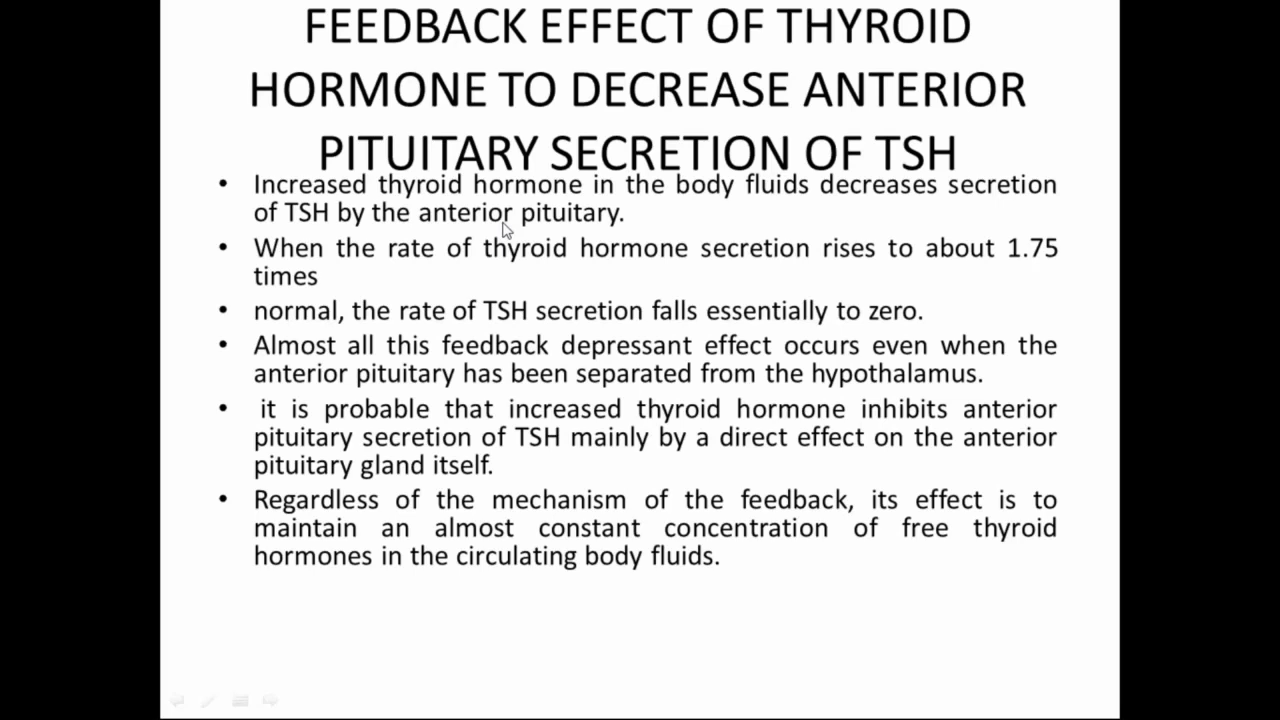 FEEDBACK EFFECT OF THYROID
HORMONE TO DECREASE ANTERIOR
PITUITARY SECRETION OF TSH
• Increased thyroid hormone in the body fluids decreases secretion
of TSH by the anterior pituitary.
• When the rate of thyroid hormone secretion rises to about 1.75
times
• normal, the rate of TSH secretion falls essentially to zero.
• Almost all this feedback depressant effect occurs even when the
anterior pituitary has been separated from the hypothalamus.
• it is probable that increased thyroid hormone inhibits anterior
pituitary secretion of TSH mainly by a direct effect on the anterior
pituitary gland itself.
• Regardless of the mechanism of the feedback, its effect is to
maintain an almost constant concentration of free thyroid
hormones in the circulating body fluids.